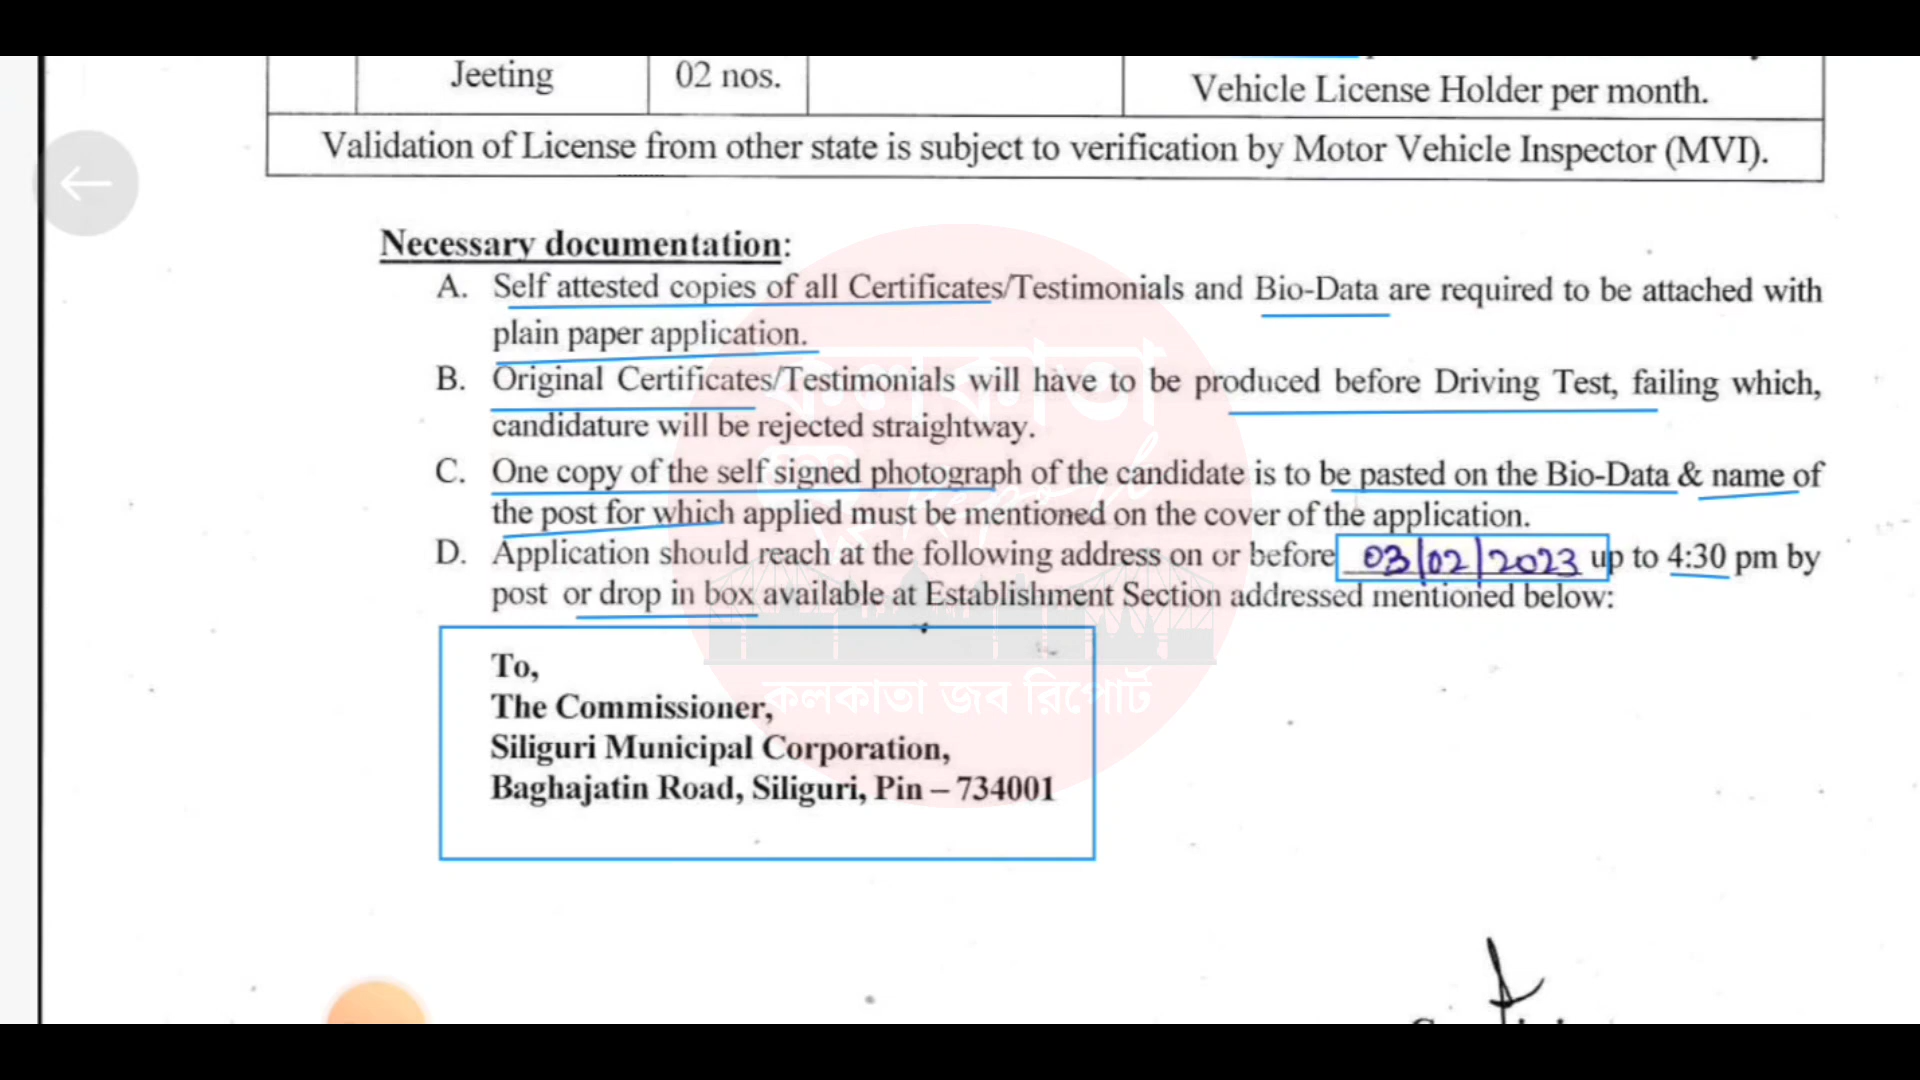 Jeeting
02 nos.
Vehicle License Holder per month.
Validation of License from other state is subject to verification by Motor Vehicle Inspector (MVI).
Necessary documentation:
A. Self attested copies of all Certificates/Testimonials and Bio-Data are required to be attached with
plain paper application.
B. Original Certificates/Testimonials will have to be produced before Driving Test, failing which,
candidature will be rejected straightway.
C. One copy of the self signed photograph of the candidate is to be pasted on the Bio-Data & name of
the post for which applied must be mentioned on the cover of the application.
D. Application should reach at the following address on or before 03/02/2023 up to 4:30 pm by
post or drop in box available at Establishment Section addressed mentioned below:
To,
The Commissioner,
Siliguri Municipal Corporation,
Baghajatin Road, Siliguri, Pin – 734001
কলকাতা
Report
কলকাতা জব রিপোর্ট